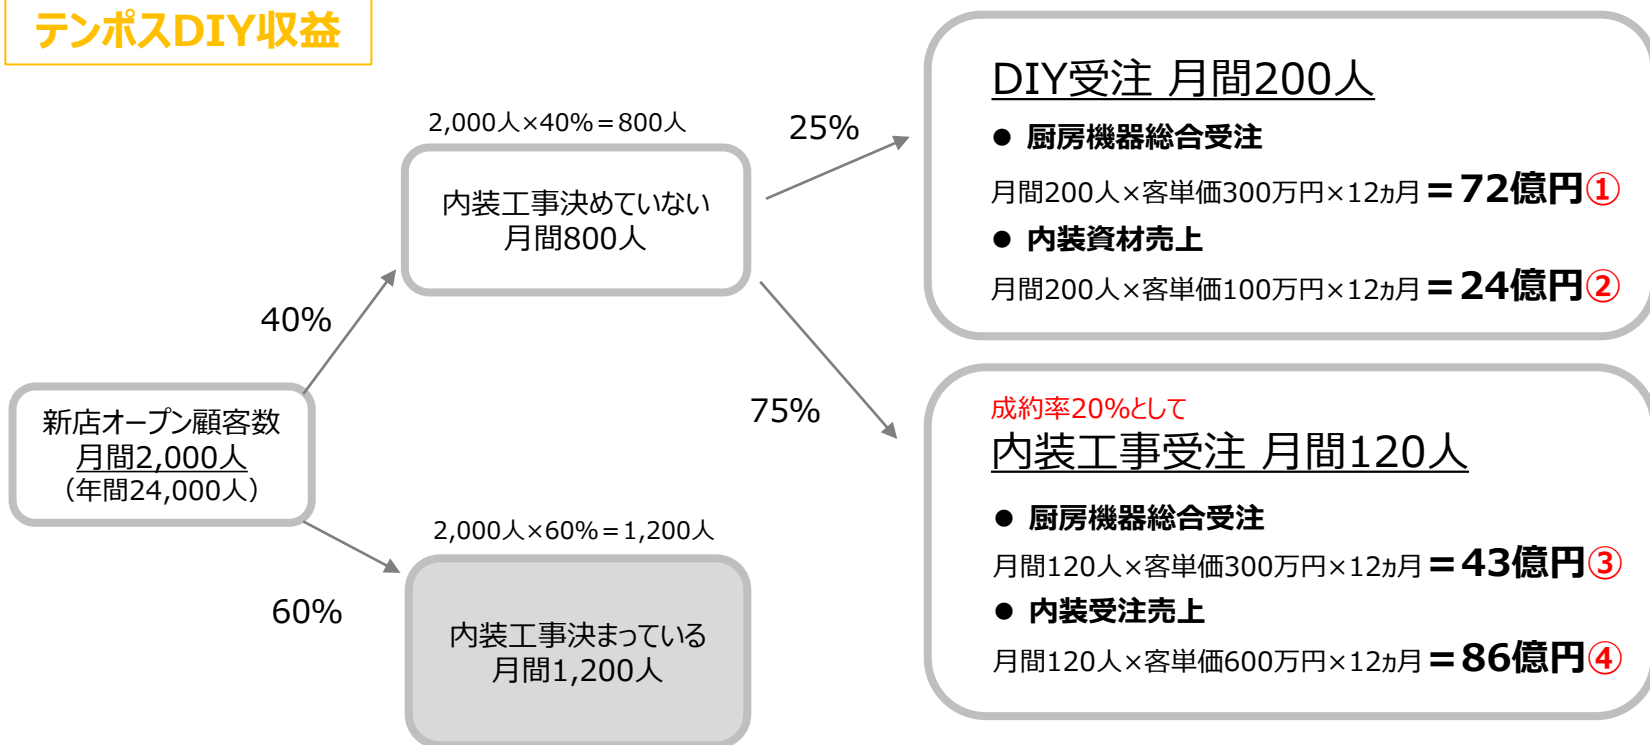 テンポスDIY収益
2,000人×40%=800人
25%
内装工事決めていない
月間800人
40%
75%
新店オープン顧客数
月間2,000人
（年間24,000人）
2,000人×60%=1,200人
60%
内装工事決まっている
月間1,200人
DIY受注 月間200人
● 厨房機器総合受注
月間200人×客単価300万円×12ヵ月＝72億円①
● 内装資材売上
月間200人×客単価100万円×12ヵ月＝24億円②
成約率20%として
内装工事受注 月間120人
● 厨房機器総合受注
月間120人×客単価300万円×12ヵ月＝43億円③
● 内装受注売上
月間120人×客単価600万円×12ヵ月＝86億円④